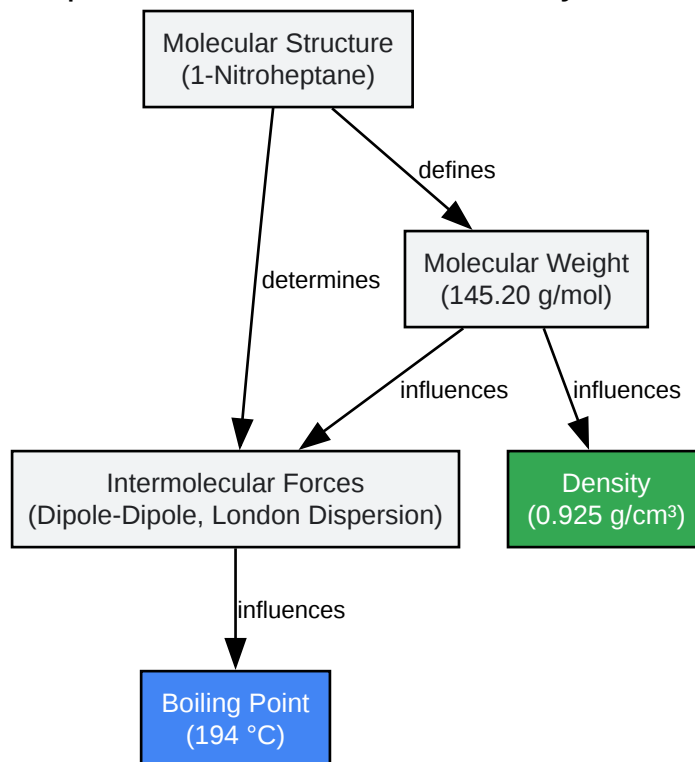 Molecular Structure
(1-Nitroheptane)
defines
Molecular Weight
(145.20 g/mol)
determines
influences
influences
Intermolecular Forces
(Dipole-Dipole, London Dispersion)
Density
(0.925 g/cm³)
influences
Boiling Point
(194 °C)